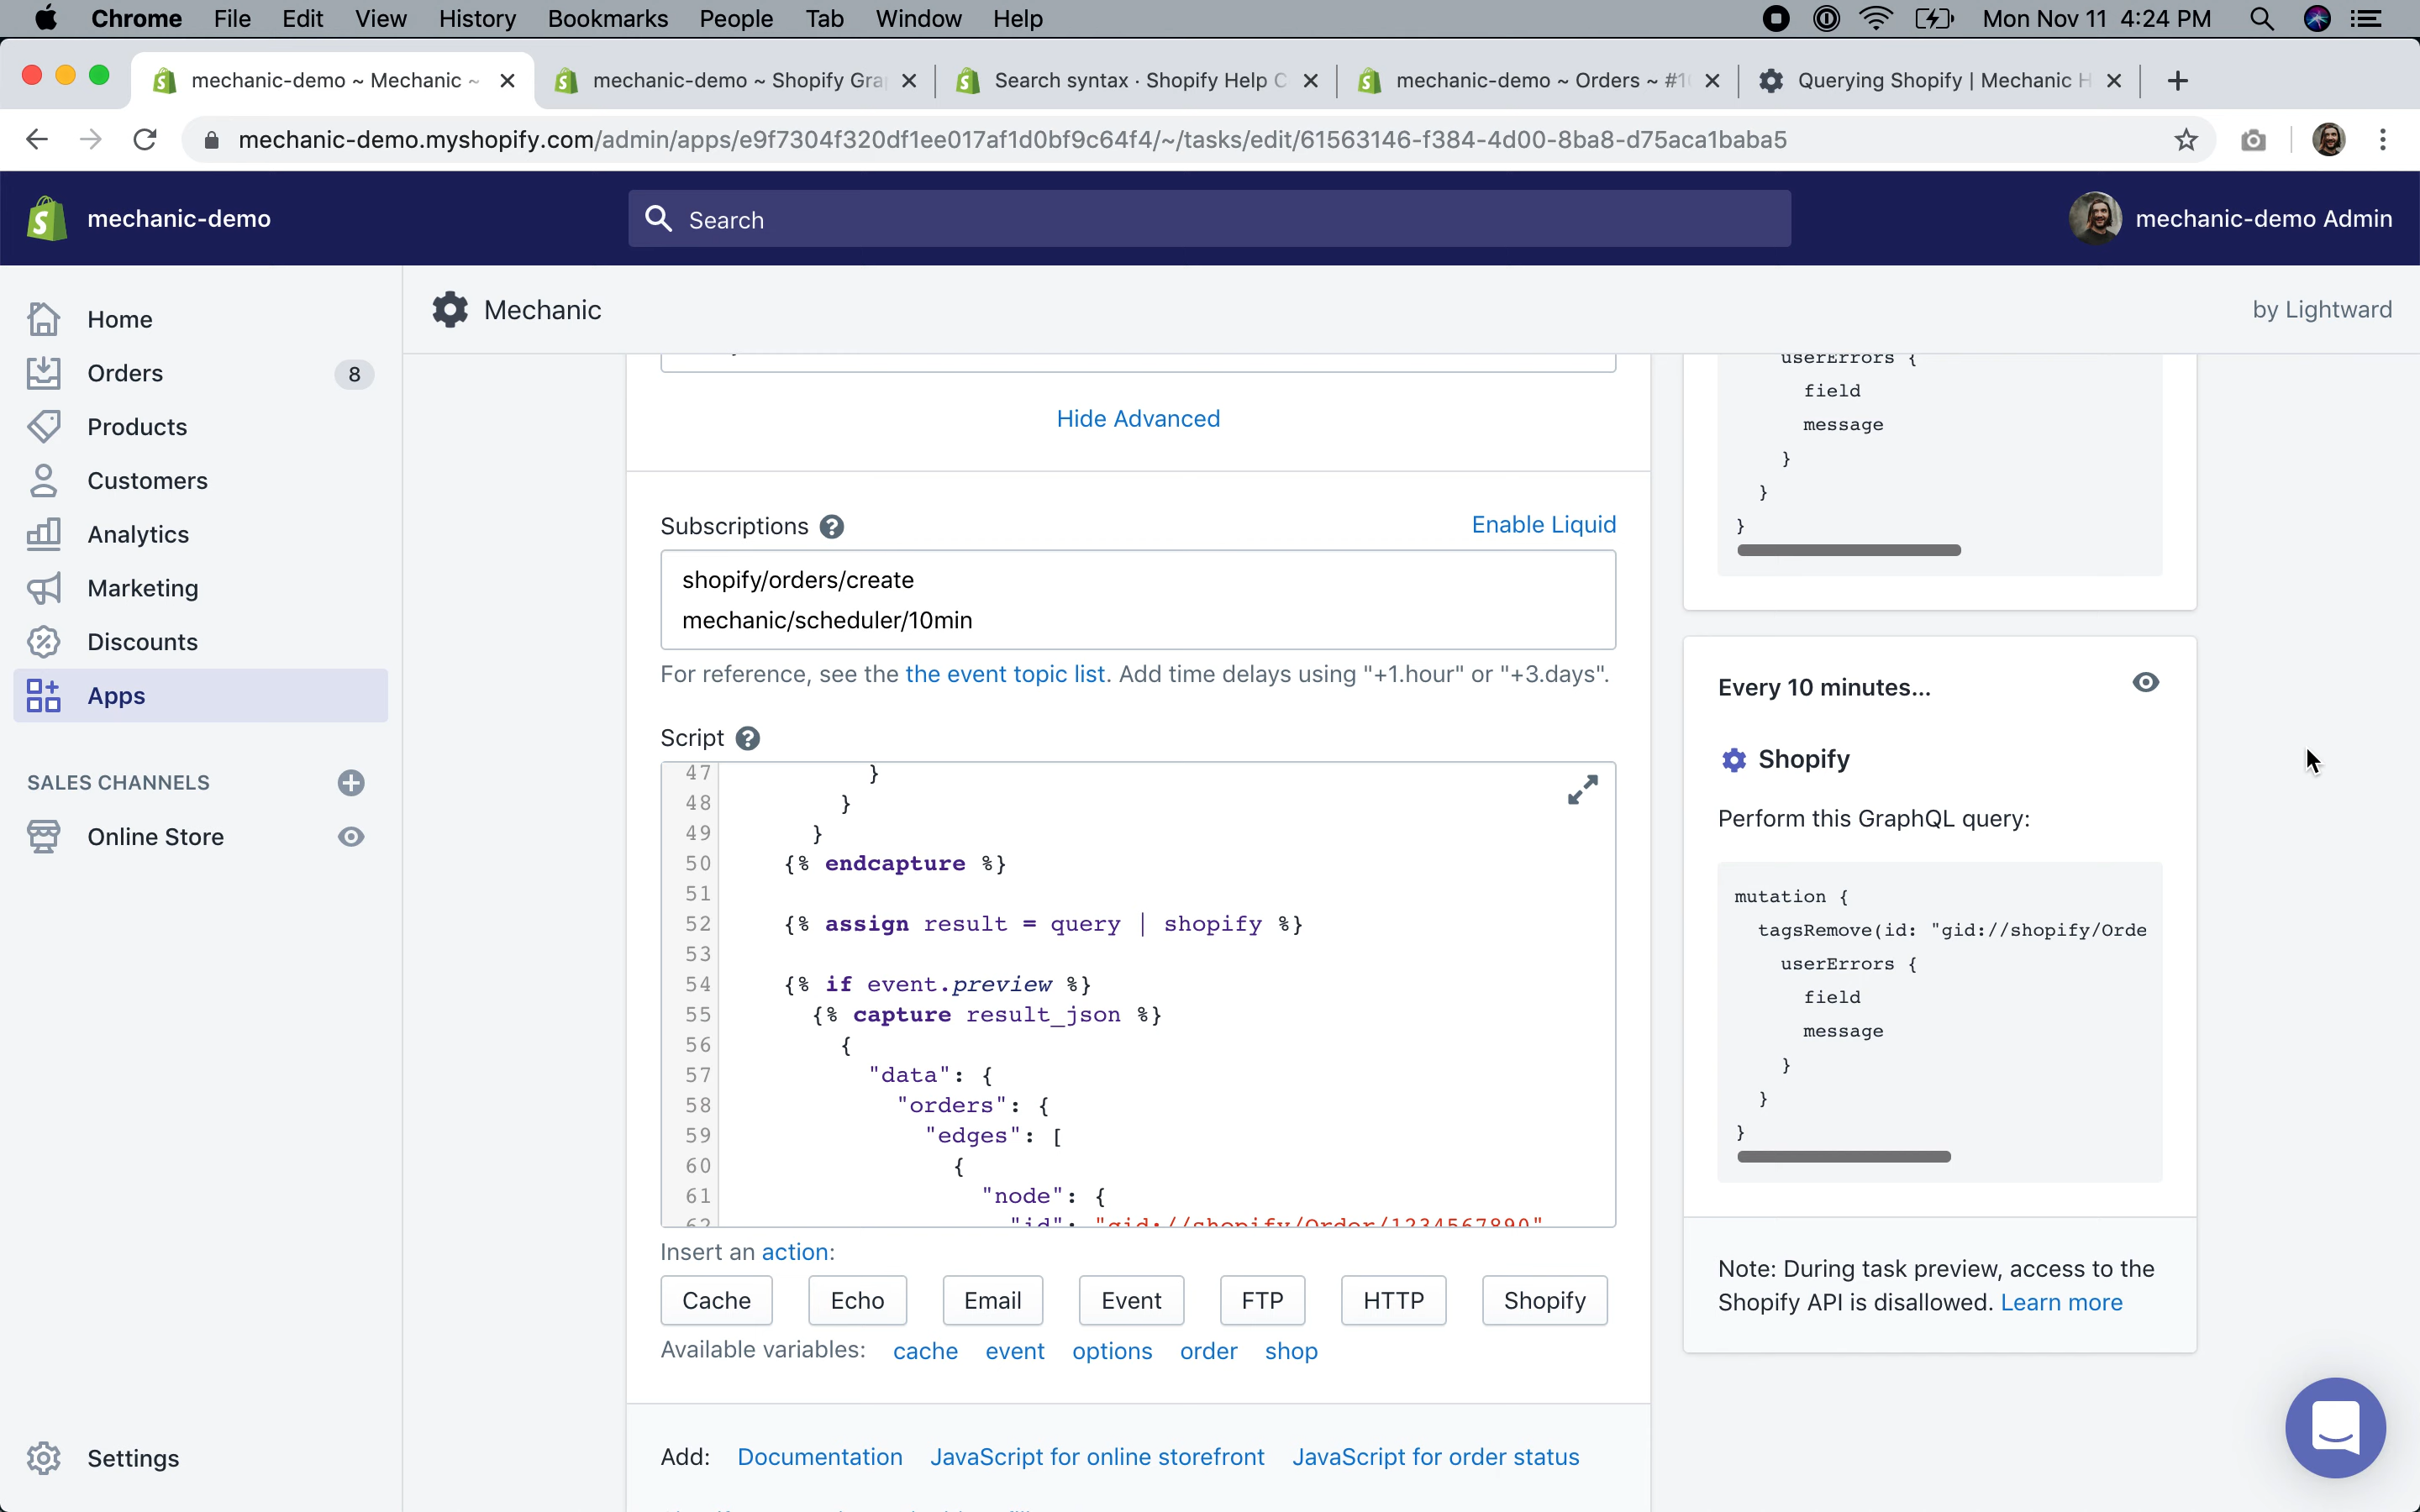 Chrome File Edit View History Bookmarks People Tab Window Help Mon Nov 11 4:24 PM
mechanic-demo ~ Mechanic ~ mechanic-demo ~ Shopify Gra Search syntax · Shopify Help C mechanic-demo ~ Orders ~ #1 Querying Shopify | Mechanic H
mechanic-demo.myshopify.com/admin/apps/e9f7304f320df1ee017af1d0bf9c64f4/~/tasks/edit/61563146-f384-4d00-8ba8-d75aca1baba5
mechanic-demo
Search
mechanic-demo Admin
Home
Orders 8
Products
Customers
Analytics
Marketing
Discounts
Apps
SALES CHANNELS
Online Store
Settings
Mechanic
by Lightward
Hide Advanced
Subscriptions ?
Enable Liquid
shopify/orders/create
mechanic/scheduler/10min
For reference, see the the event topic list. Add time delays using "+1.hour" or "+3.days".
Script ?
47 }
48 }
49 }
50 {% endcapture %}
51
52 {% assign result = query | shopify %}
53
54 {% if event.preview %}
55 {% capture result_json %}
56 {
57 "data": {
58 "orders": {
59 "edges": [
60 {
61 "node": {
62 "id": "gid://shopify/Order/1234567890"
Insert an action:
Cache Echo Email Event FTP HTTP Shopify
Available variables: cache event options order shop
Add: Documentation JavaScript for online storefront JavaScript for order status
userErrors {
field
message
}
}
}
Every 10 minutes...
Shopify
Perform this GraphQL query:
mutation {
tagsRemove(id: "gid://shopify/Orde
userErrors {
field
message
}
}
}
Note: During task preview, access to the
Shopify API is disallowed. Learn more